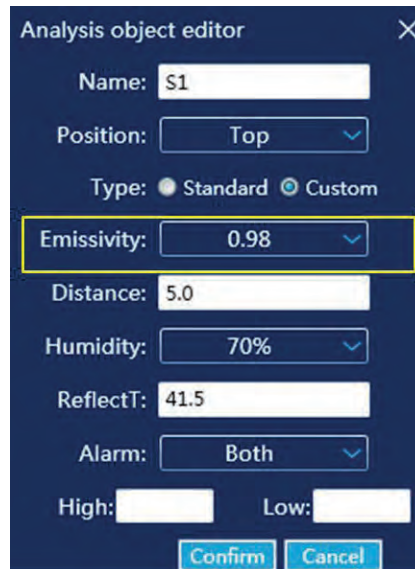 Analysis object editor
Name: S1
Position: Top
Type: Standard Custom
Emissivity: 0.98
Distance: 5.0
Humidity: 70%
ReflectT: 41.5
Alarm: Both
High: Low:
Confirm Cancel